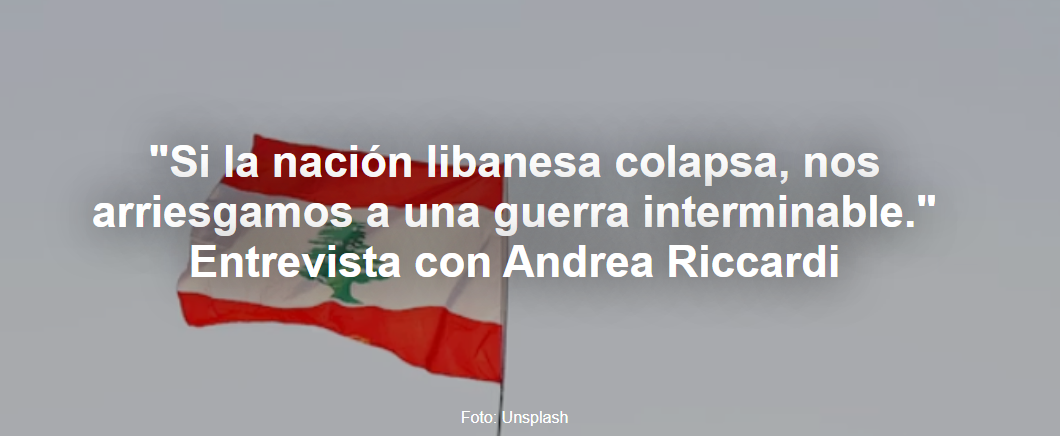 "Si la nación libanesa colapsa, nos
arriesgamos a una guerra interminable."
Entrevista con Andrea Riccardi
Foto: Unsplash